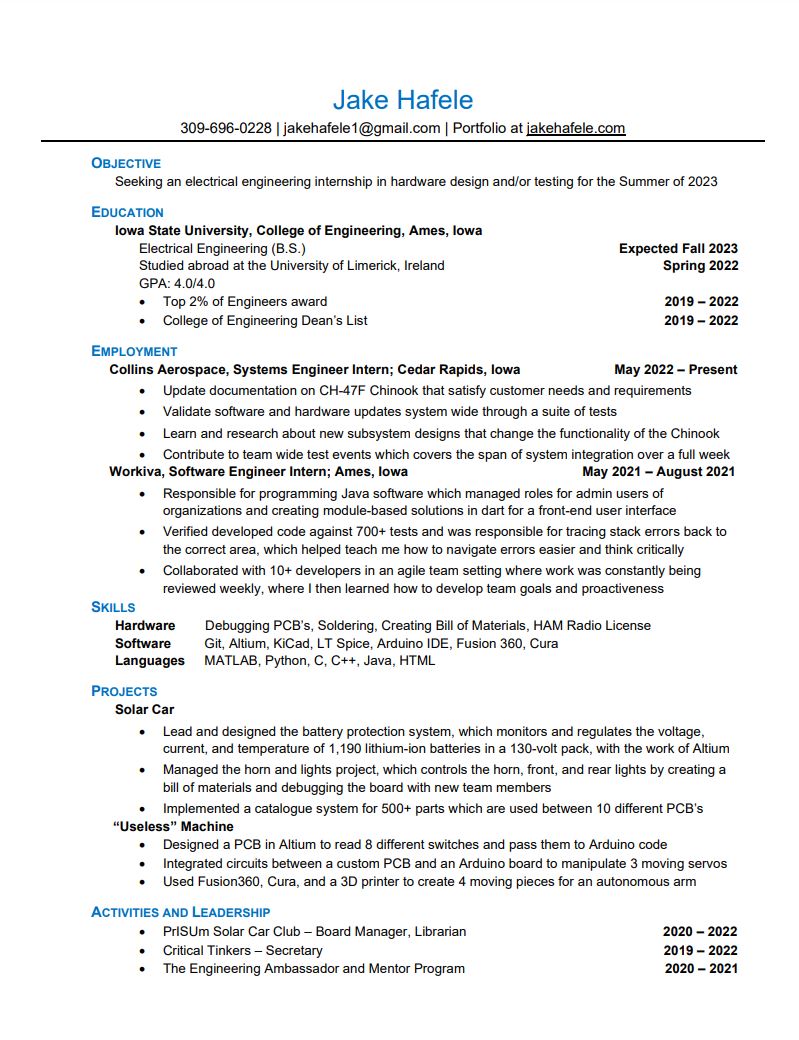 Jake Hafele
309-696-0228 | jakehafele1@gmail.com | Portfolio at jakehafele.com
OBJECTIVE
Seeking an electrical engineering internship in hardware design and/or testing for the Summer of 2023
EDUCATION
Iowa State University, College of Engineering, Ames, Iowa
Electrical Engineering (B.S.) Expected Fall 2023
Studied abroad at the University of Limerick, Ireland Spring 2022
GPA: 4.0/4.0
• Top 2% of Engineers award 2019 – 2022
• College of Engineering Dean’s List 2019 – 2022
EMPLOYMENT
Collins Aerospace, Systems Engineer Intern; Cedar Rapids, Iowa May 2022 – Present
• Update documentation on CH-47F Chinook that satisfy customer needs and requirements
• Validate software and hardware updates system wide through a suite of tests
• Learn and research about new subsystem designs that change the functionality of the Chinook
• Contribute to team wide test events which covers the span of system integration over a full week
Workiva, Software Engineer Intern; Ames, Iowa May 2021 – August 2021
• Responsible for programming Java software which managed roles for admin users of
organizations and creating module-based solutions in dart for a front-end user interface
• Verified developed code against 700+ tests and was responsible for tracing stack errors back to
the correct area, which helped teach me how to navigate errors easier and think critically
• Collaborated with 10+ developers in an agile team setting where work was constantly being
reviewed weekly, where I then learned how to develop team goals and proactiveness
SKILLS
Hardware Debugging PCB’s, Soldering, Creating Bill of Materials, HAM Radio License
Software Git, Altium, KiCad, LT Spice, Arduino IDE, Fusion 360, Cura
Languages MATLAB, Python, C, C++, Java, HTML
PROJECTS
Solar Car
• Lead and designed the battery protection system, which monitors and regulates the voltage,
current, and temperature of 1,190 lithium-ion batteries in a 130-volt pack, with the work of Altium
• Managed the horn and lights project, which controls the horn, front, and rear lights by creating a
bill of materials and debugging the board with new team members
• Implemented a catalogue system for 500+ parts which are used between 10 different PCB’s
“Useless” Machine
• Designed a PCB in Altium to read 8 different switches and pass them to Arduino code
• Integrated circuits between a custom PCB and an Arduino board to manipulate 3 moving servos
• Used Fusion360, Cura, and a 3D printer to create 4 moving pieces for an autonomous arm
ACTIVITIES AND LEADERSHIP
• PrISUm Solar Car Club – Board Manager, Librarian 2020 – 2022
• Critical Tinkers – Secretary 2019 – 2022
• The Engineering Ambassador and Mentor Program 2020 – 2021